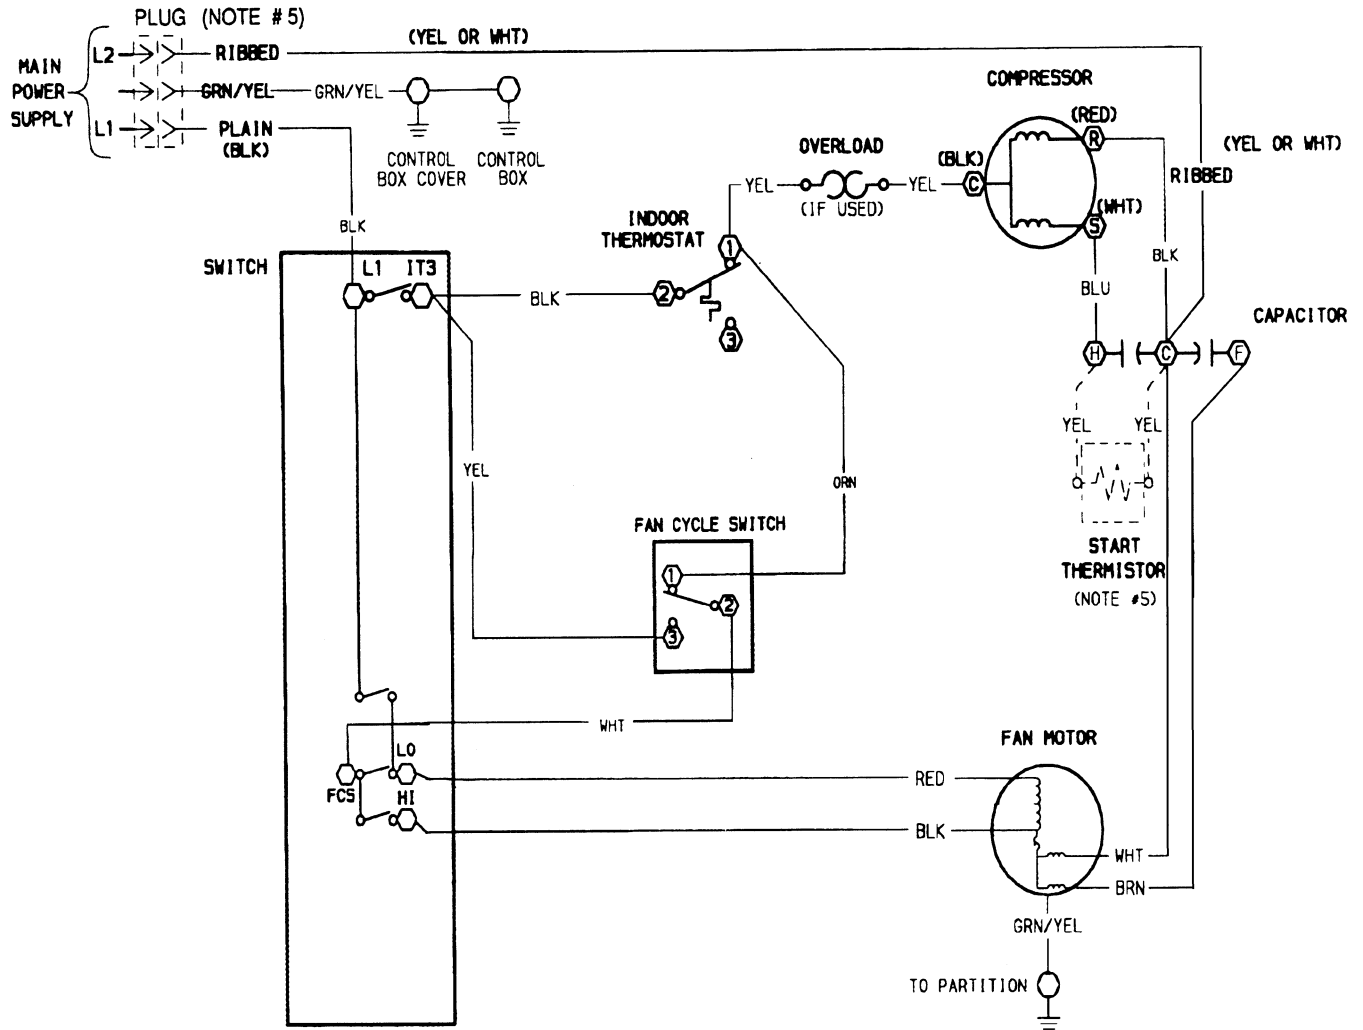 PLUG (NOTE #5)
L2
RIBBED
(YEL OR WHT)
MAIN
POWER
SUPPLY
GRN/YEL
GRN/YEL
L1
PLAIN
(BLK)
CONTROL
BOX COVER
CONTROL
BOX
COMPRESSOR
(RED)
R
OVERLOAD
(BLK)
C
YEL
YEL
(IF USED)
(WHT)
S
(YEL OR WHT)
RIBBED
BLK
INDOOR
THERMOSTAT
1
2
3
SWITCH
L1
IT3
BLK
BLK
BLU
CAPACITOR
H
C
F
YEL
YEL
YEL
ORN
START
THERMISTOR
(NOTE #5)
FAN CYCLE SWITCH
1
2
3
WHT
LO
FCS
HI
FAN MOTOR
RED
BLK
WHT
BRN
GRN/YEL
TO PARTITION